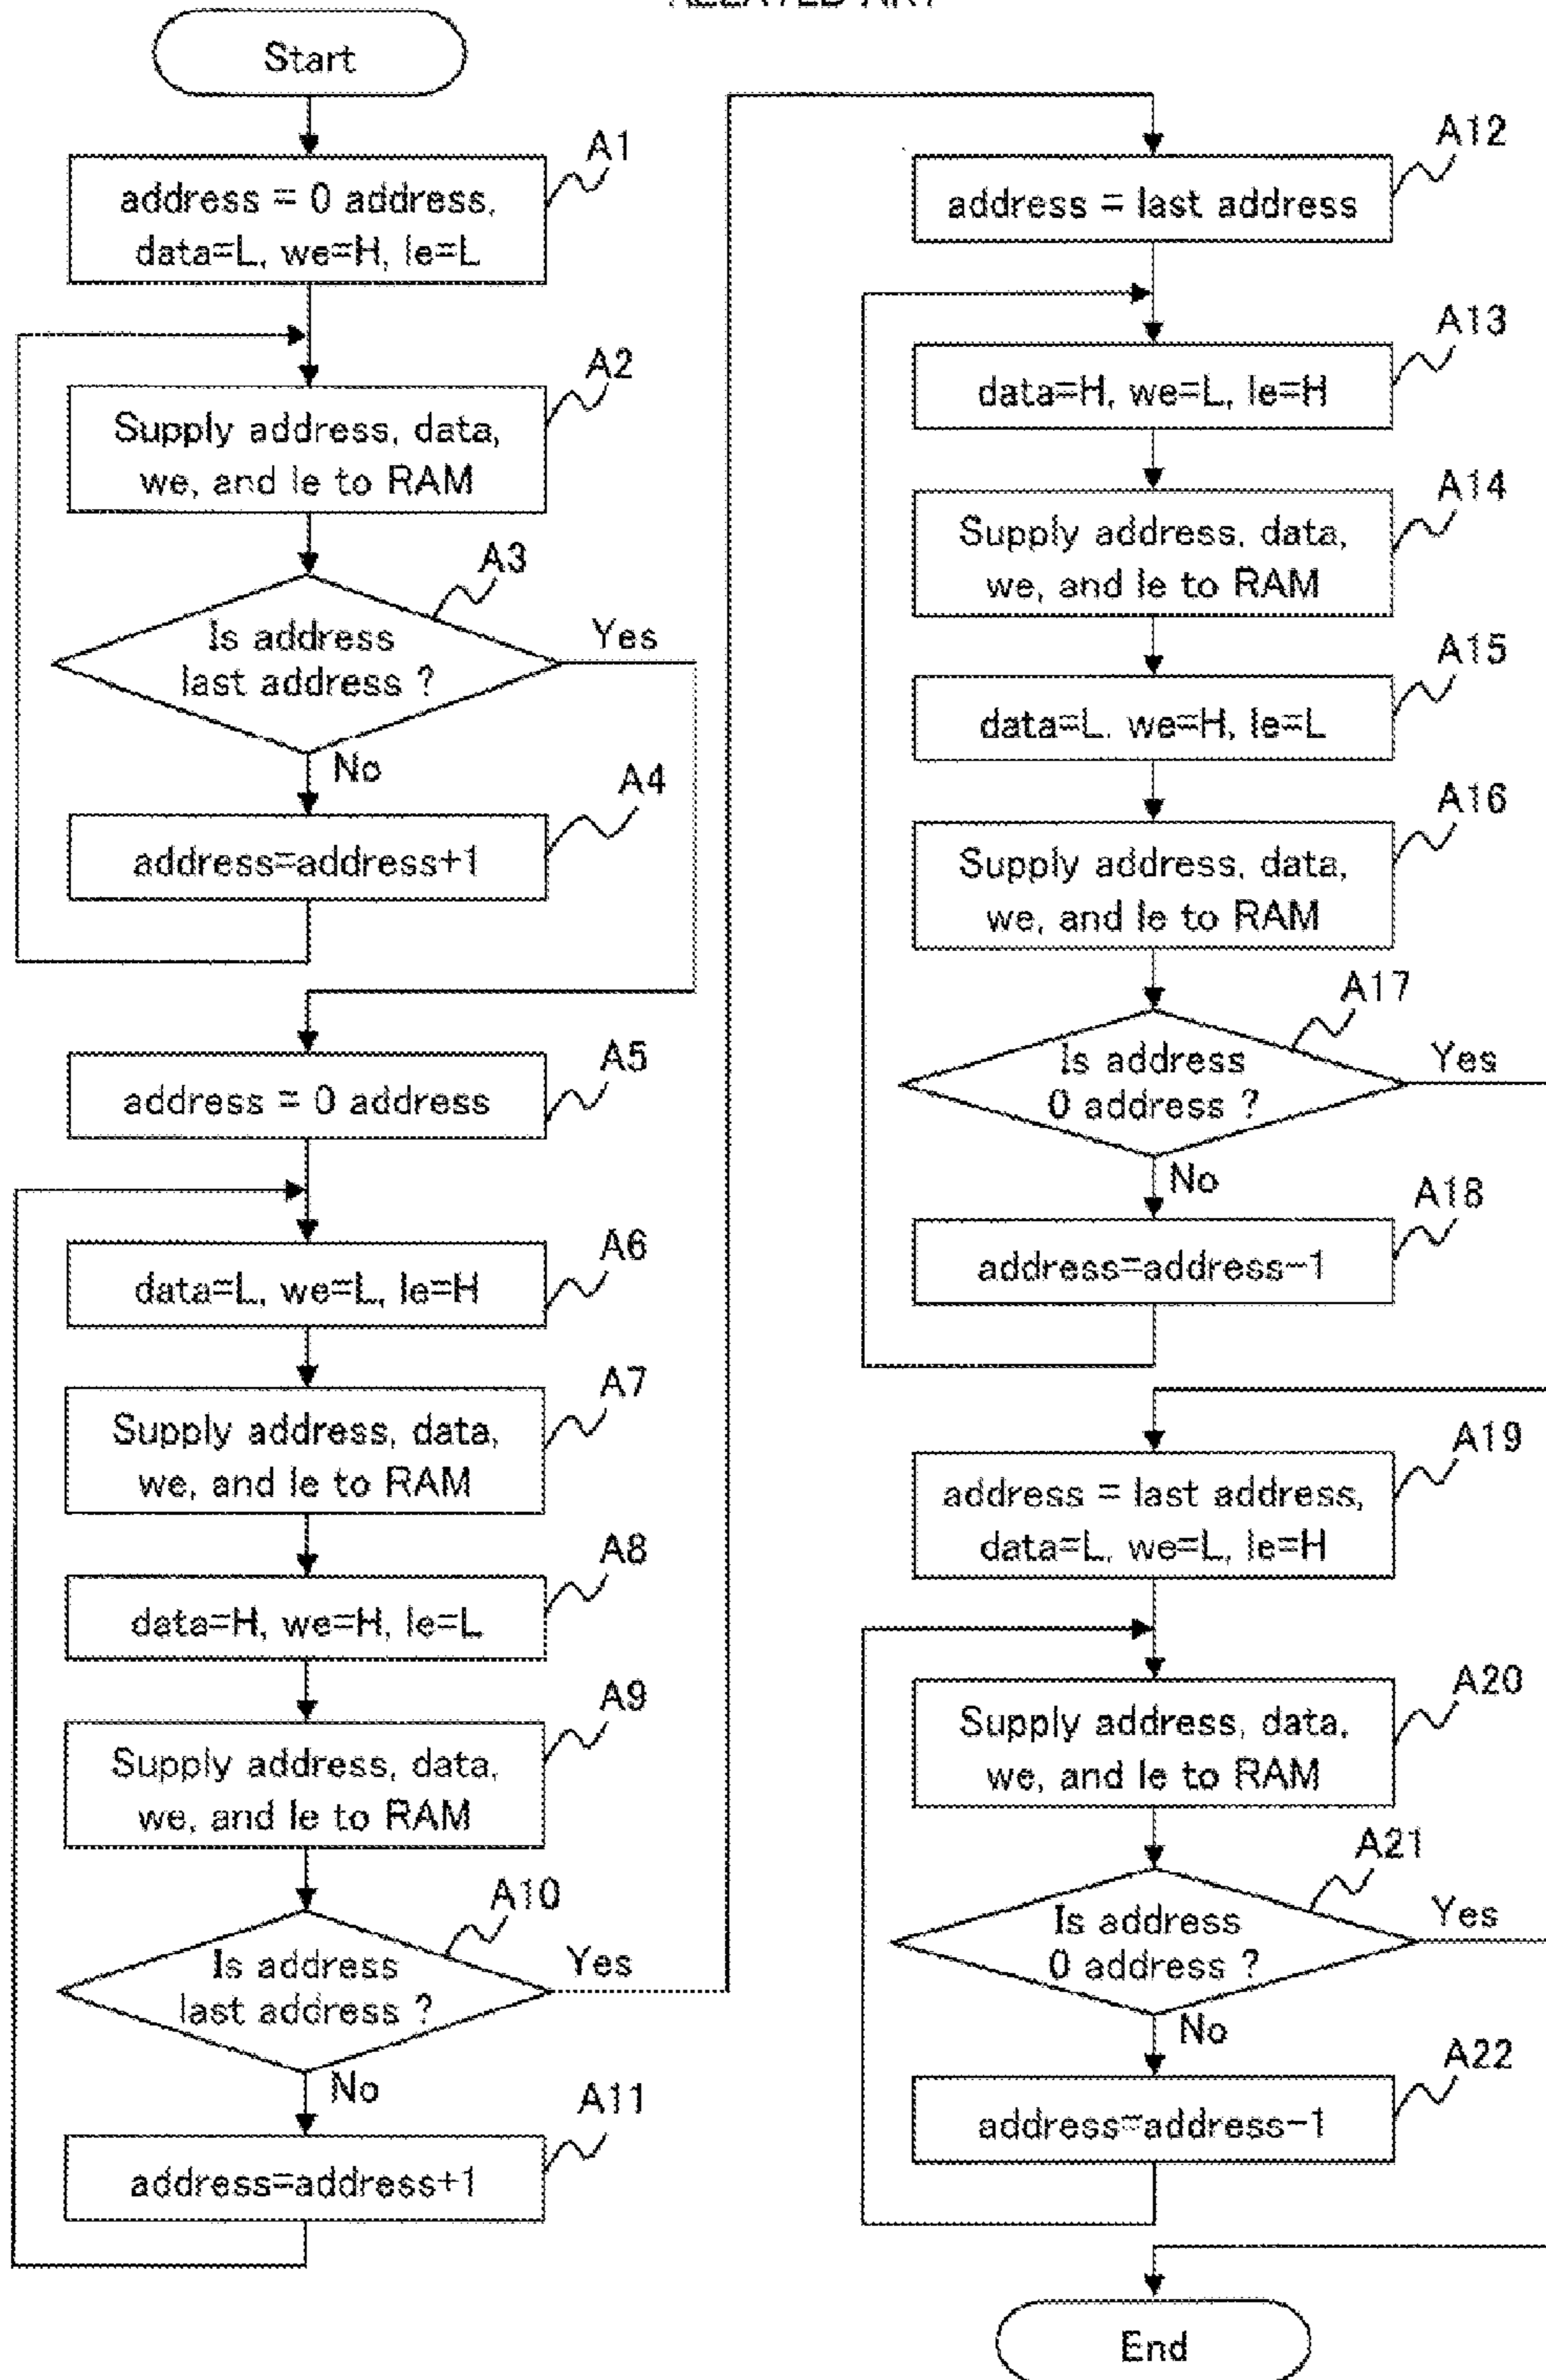 Start
A1
address = 0 address,
data=L, we=H, le=L
A2
Supply address, data,
we, and le to RAM
A3
Is address
last address ?
Yes
No
A4
address=address+1
A5
address = 0 address
A6
data=L, we=L, le=H
A7
Supply address, data,
we, and le to RAM
A8
data=H, we=H, le=L
A9
Supply address, data,
we, and le to RAM
A10
Is address
last address ?
Yes
No
A11
address=address+1
A12
address = last address
A13
data=H, we=L, le=H
A14
Supply address, data,
we, and le to RAM
A15
data=L, we=H, le=L
A16
Supply address, data,
we, and le to RAM
A17
Is address
0 address ?
Yes
No
A18
address=address-1
A19
address = last address,
data=L, we=L, le=H
A20
Supply address, data,
we, and le to RAM
A21
Is address
0 address ?
Yes
No
A22
address=address-1
End